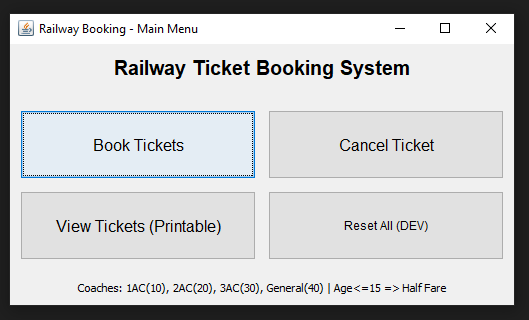 Railway Booking - Main Menu
Railway Ticket Booking System
Book Tickets
Cancel Ticket
View Tickets (Printable)
Reset All (DEV)
Coaches: 1AC(10), 2AC(20), 3AC(30), General(40) | Age<=15 => Half Fare